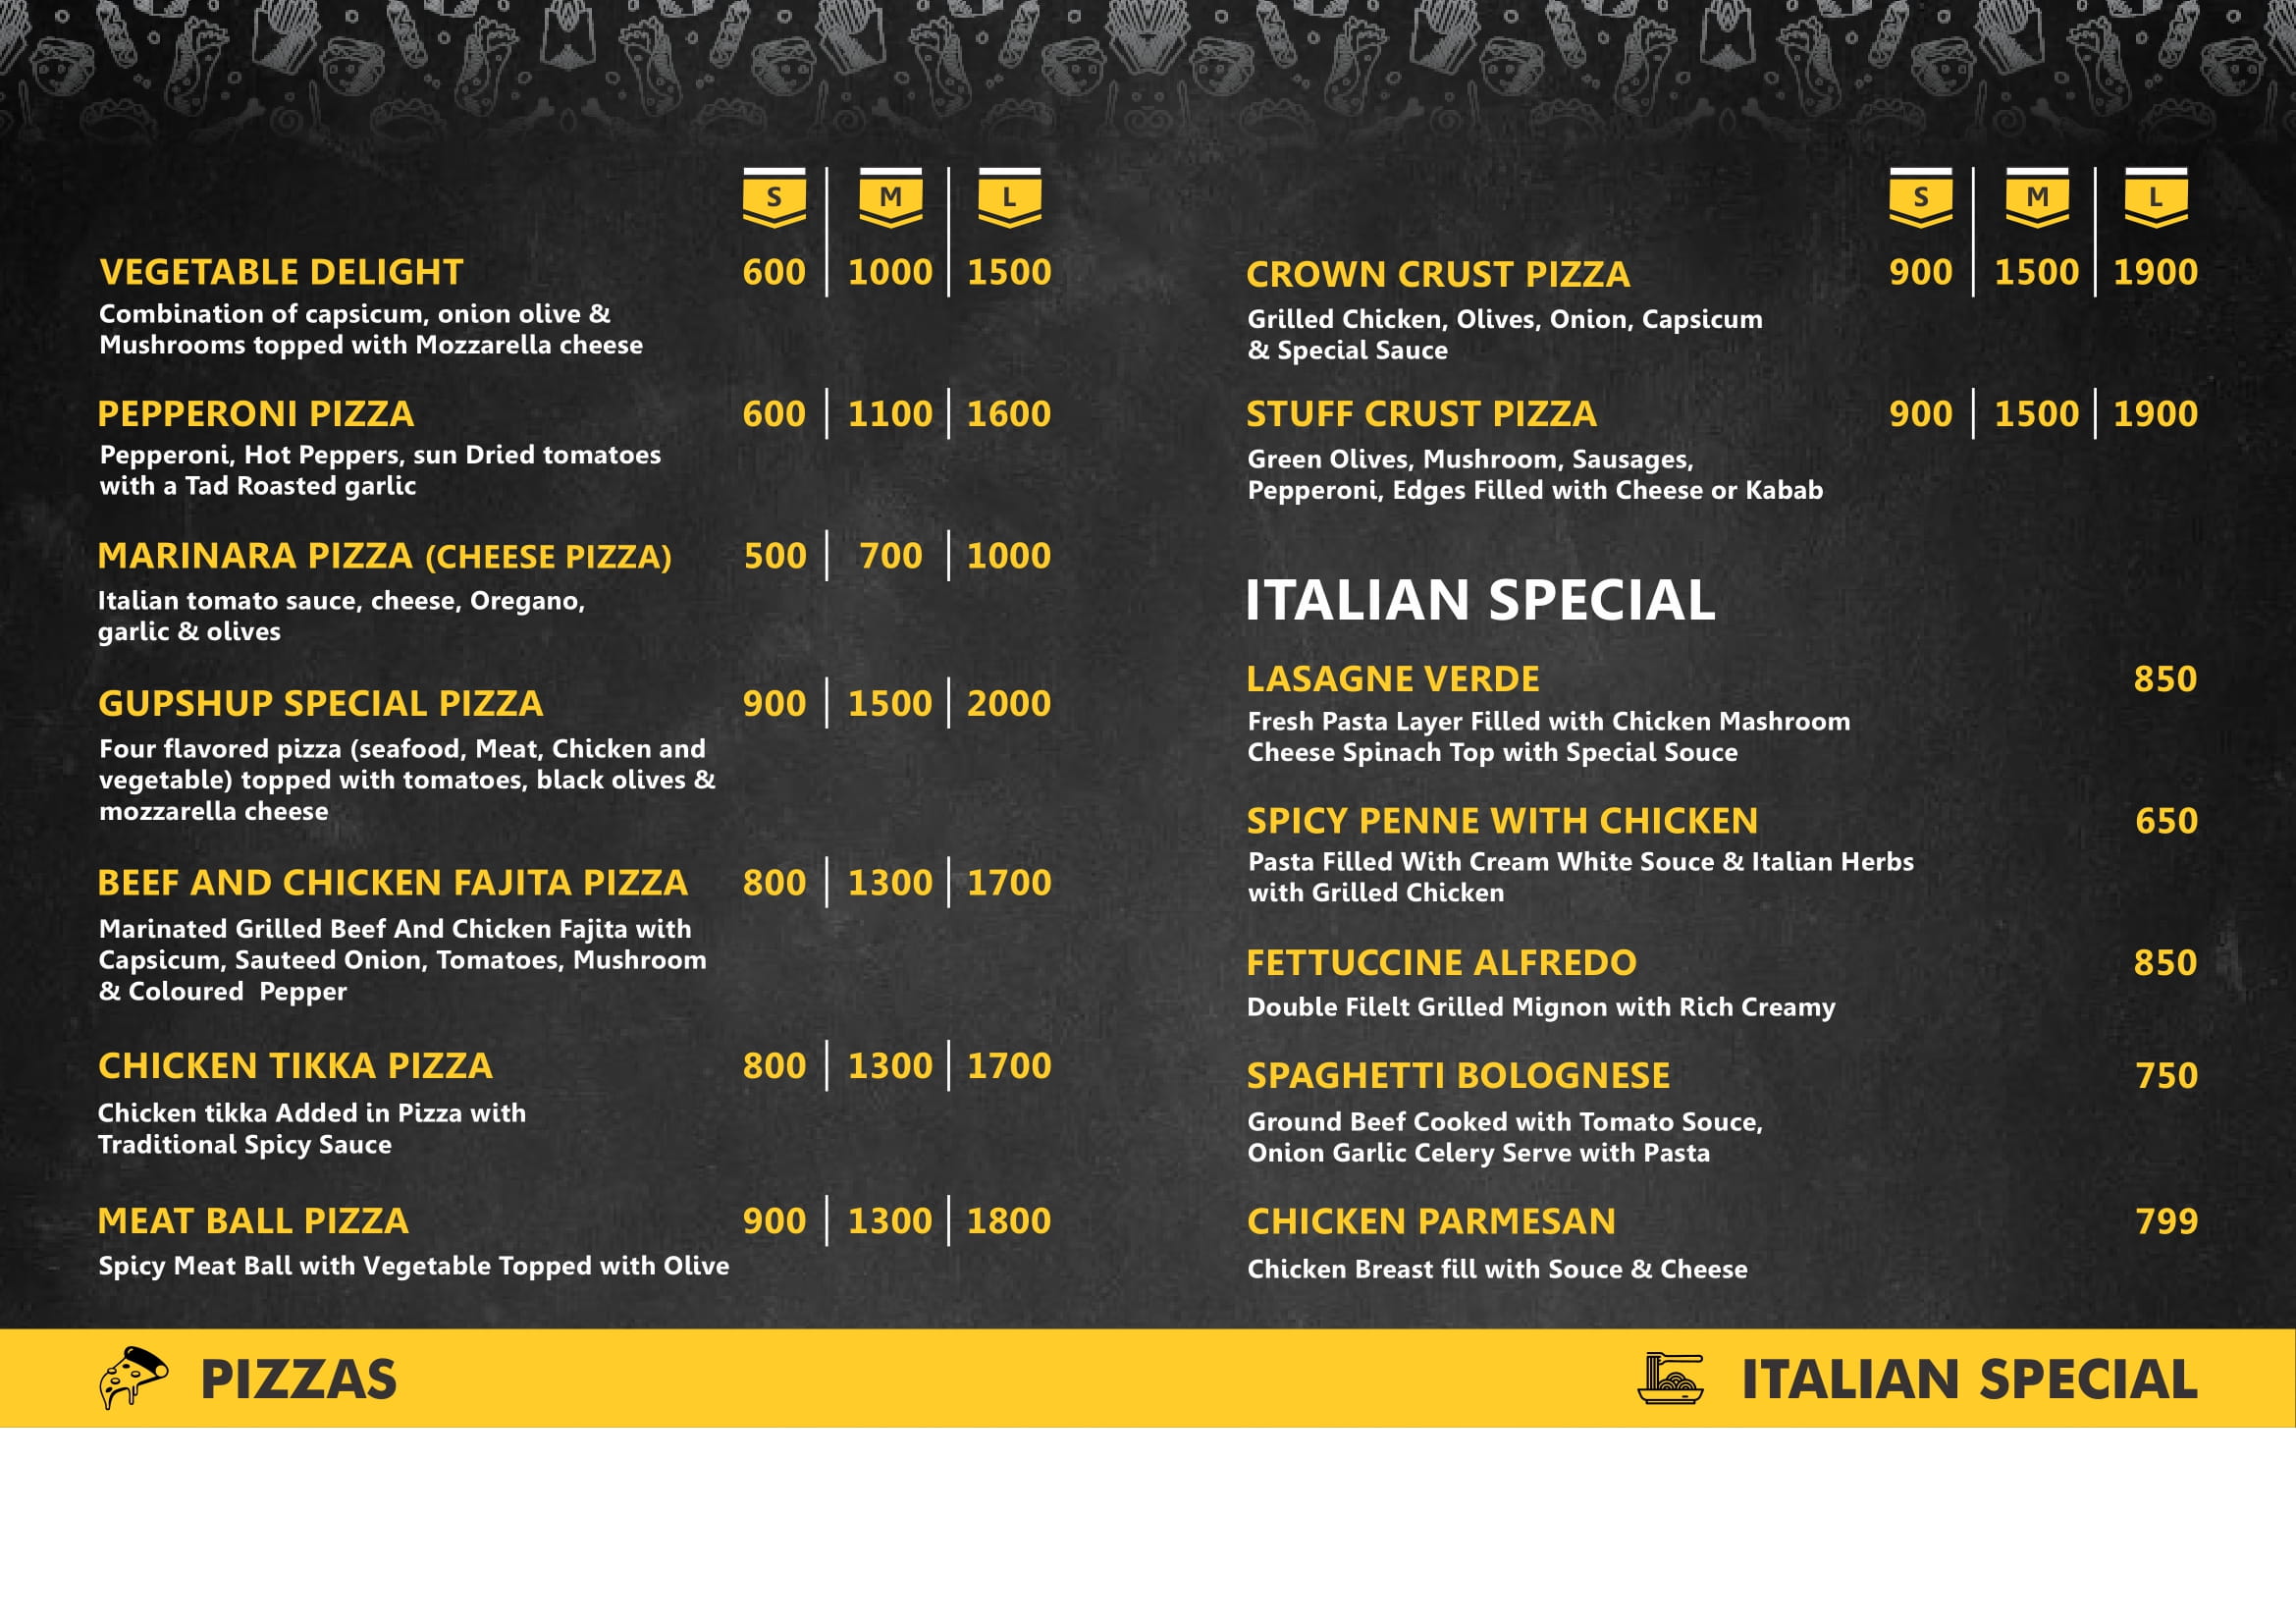 S M L
VEGETABLE DELIGHT 600 1000 1500
Combination of capsicum, onion olive &
Mushrooms topped with Mozzarella cheese
PEPPERONI PIZZA 600 1100 1600
Pepperoni, Hot Peppers, sun Dried tomatoes
with a Tad Roasted garlic
MARINARA PIZZA (CHEESE PIZZA) 500 700 1000
Italian tomato sauce, cheese, Oregano,
garlic & olives
GUPSHUP SPECIAL PIZZA 900 1500 2000
Four flavored pizza (seafood, Meat, Chicken and
vegetable) topped with tomatoes, black olives &
mozzarella cheese
BEEF AND CHICKEN FAJITA PIZZA 800 1300 1700
Marinated Grilled Beef And Chicken Fajita with
Capsicum, Sauteed Onion, Tomatoes, Mushroom
& Coloured Pepper
CHICKEN TIKKA PIZZA 800 1300 1700
Chicken tikka Added in Pizza with
Traditional Spicy Sauce
MEAT BALL PIZZA 900 1300 1800
Spicy Meat Ball with Vegetable Topped with Olive
S M L
CROWN CRUST PIZZA 900 1500 1900
Grilled Chicken, Olives, Onion, Capsicum
& Special Sauce
STUFF CRUST PIZZA 900 1500 1900
Green Olives, Mushroom, Sausages,
Pepperoni, Edges Filled with Cheese or Kabab
ITALIAN SPECIAL
LASAGNE VERDE 850
Fresh Pasta Layer Filled with Chicken Mashroom
Cheese Spinach Top with Special Souce
SPICY PENNE WITH CHICKEN 650
Pasta Filled With Cream White Souce & Italian Herbs
with Grilled Chicken
FETTUCCINE ALFREDO 850
Double Filelt Grilled Mignon with Rich Creamy
SPAGHETTI BOLOGNESE 750
Ground Beef Cooked with Tomato Souce,
Onion Garlic Celery Serve with Pasta
CHICKEN PARMESAN 799
Chicken Breast fill with Souce & Cheese
PIZZAS
ITALIAN SPECIAL